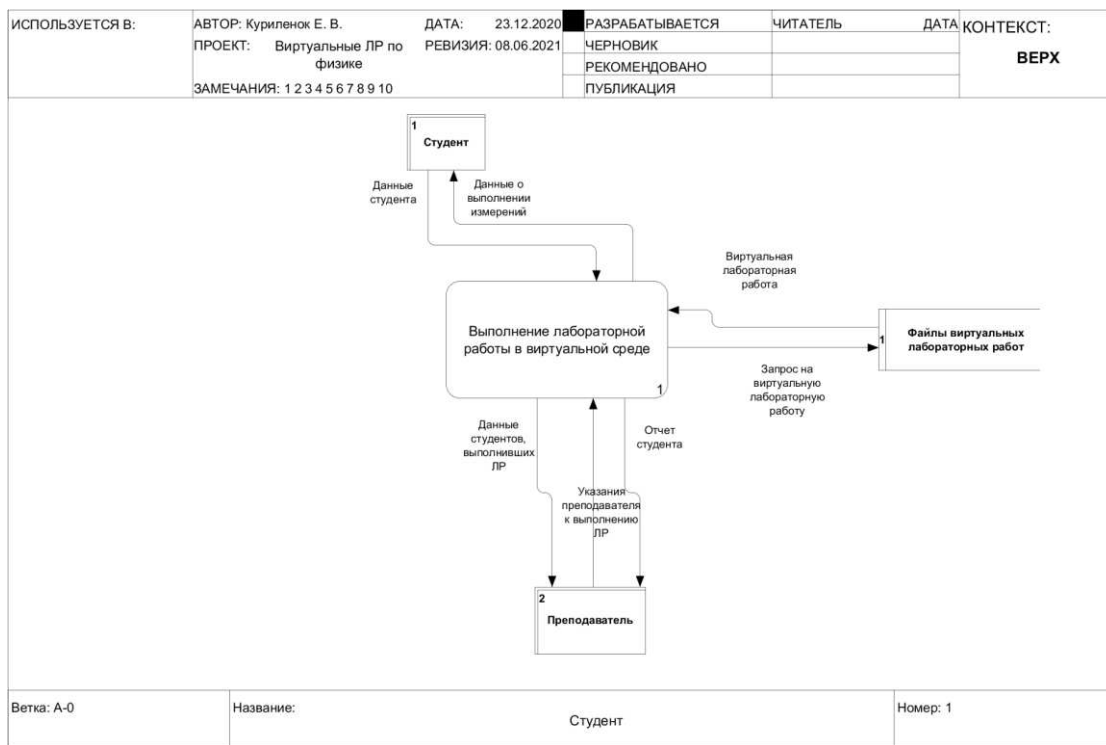 ИСПОЛЬЗУЕТСЯ В:
АВТОР: Куриленок Е. В.
ДАТА: 23.12.2020
ПРОЕКТ: Виртуальные ЛР по
физике
РЕВИЗИЯ: 08.06.2021
ЗАМЕЧАНИЯ: 1 2 3 4 5 6 7 8 9 10
РАЗРАБАТЫВАЕТСЯ
ЧЕРНОВИК
РЕКОМЕНДОВАНО
ПУБЛИКАЦИЯ
ЧИТАТЕЛЬ
ДАТА
КОНТЕКСТ:
ВЕРХ
1
Студент
Данные
студента
Данные о
выполнении
измерений
Виртуальная
лабораторная
работа
Выполнение лабораторной
работы в виртуальной среде
1
1
Файлы виртуальных
лабораторных работ
Запрос на
виртуальную
лабораторную
работу
Данные
студентов,
выполнивших
ЛР
Отчет
студента
Указания
преподавателя
к выполнению
ЛР
2
Преподаватель
Ветка: А-0
Название:
Студент
Номер: 1